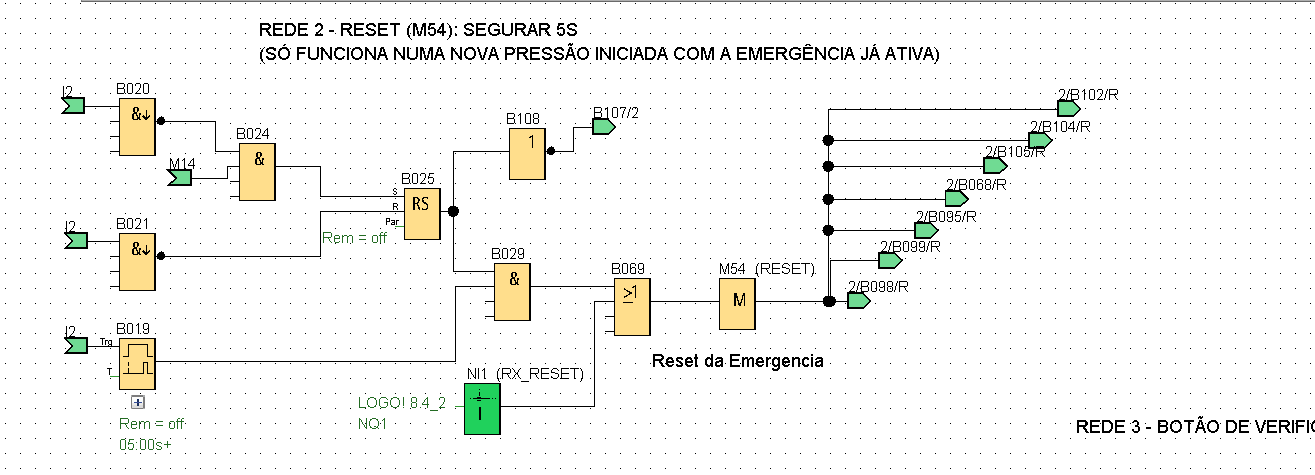 REDE 2 - RESET (M54): SEGURAR 5S
(SÓ FUNCIONA NUMA NOVA PRESSÃO INICIADA COM A EMERGÊNCIA JÁ ATIVA)
I2
B020
&↓
B024
&
M14
B025
S
R
Par
RS
Rem = off
B108
1
B107/2
2/B102/R
2/B104/R
2/B105/R
2/B068/R
2/B095/R
2/B099/R
2/B098/R
I2
B021
&↓
B029
&
B069
≥1
M54 (RESET)
M
I2
B019
Trg
T
Rem = off
05:00s+
Reset da Emergencia
NI1 (RX_RESET)
I
LOGO! 8.4_2
NQ1
REDE 3 - BOTÃO DE VERIFIC